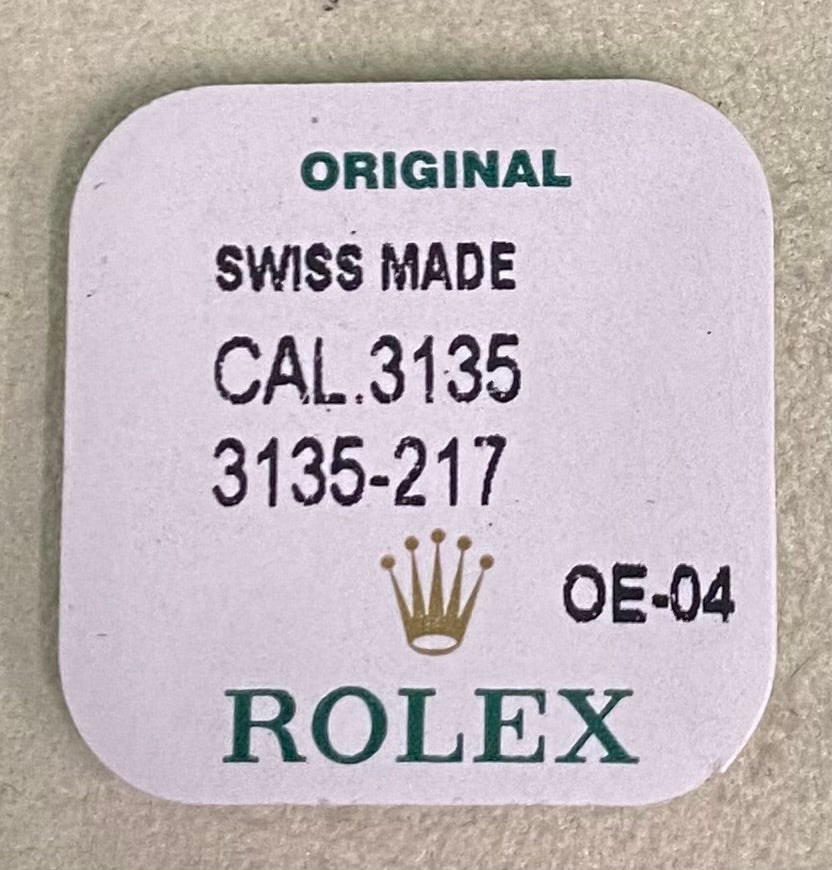 ORIGINAL
SWISS MADE
CAL.3135
3135-217
OE-04
ROLEX